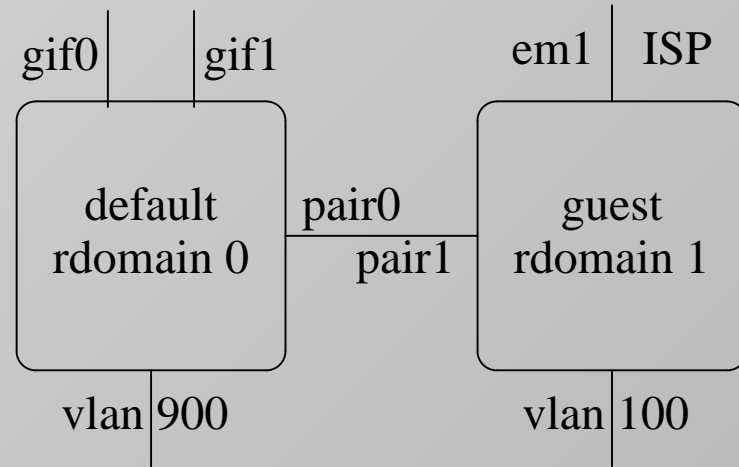 gif0 gif1
em1 ISP
default
rdomain 0
pair0
pair1
guest
rdomain 1
vlan 900
vlan 100